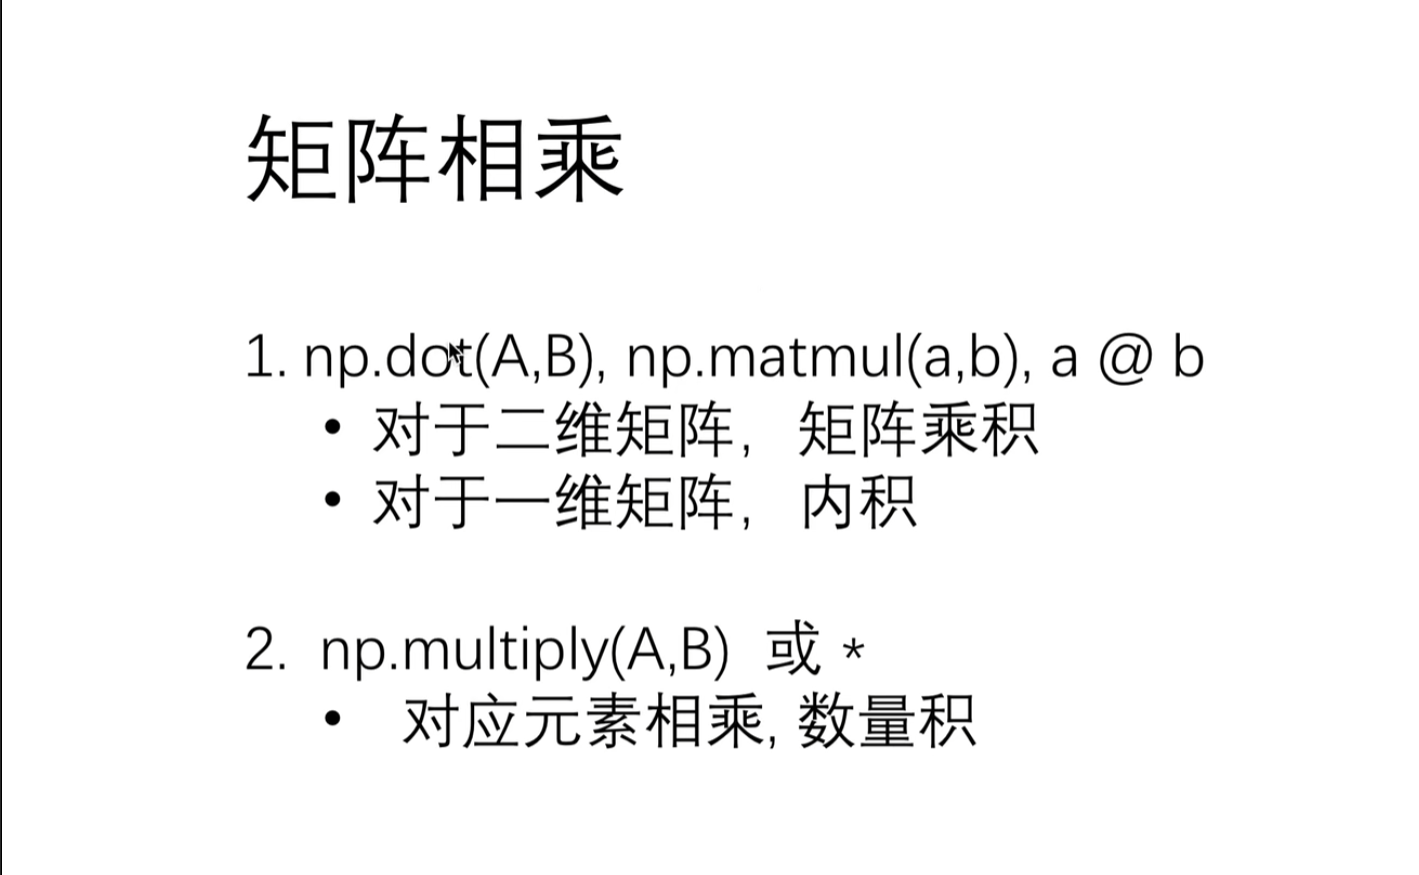 矩阵相乘
1. np.dot(A,B), np.matmul(a,b), a @ b
• 对于二维矩阵，矩阵乘积
• 对于一维矩阵，内积
2. np.multiply(A,B) 或 *
• 对应元素相乘, 数量积